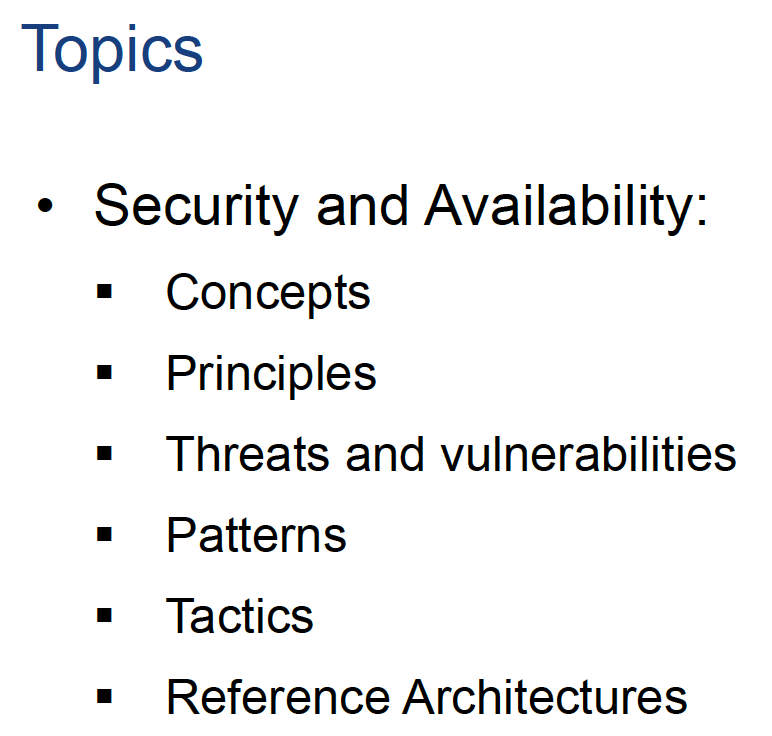 Topics
• Security and Availability:
▪ Concepts
▪ Principles
▪ Threats and vulnerabilities
▪ Patterns
▪ Tactics
▪ Reference Architectures